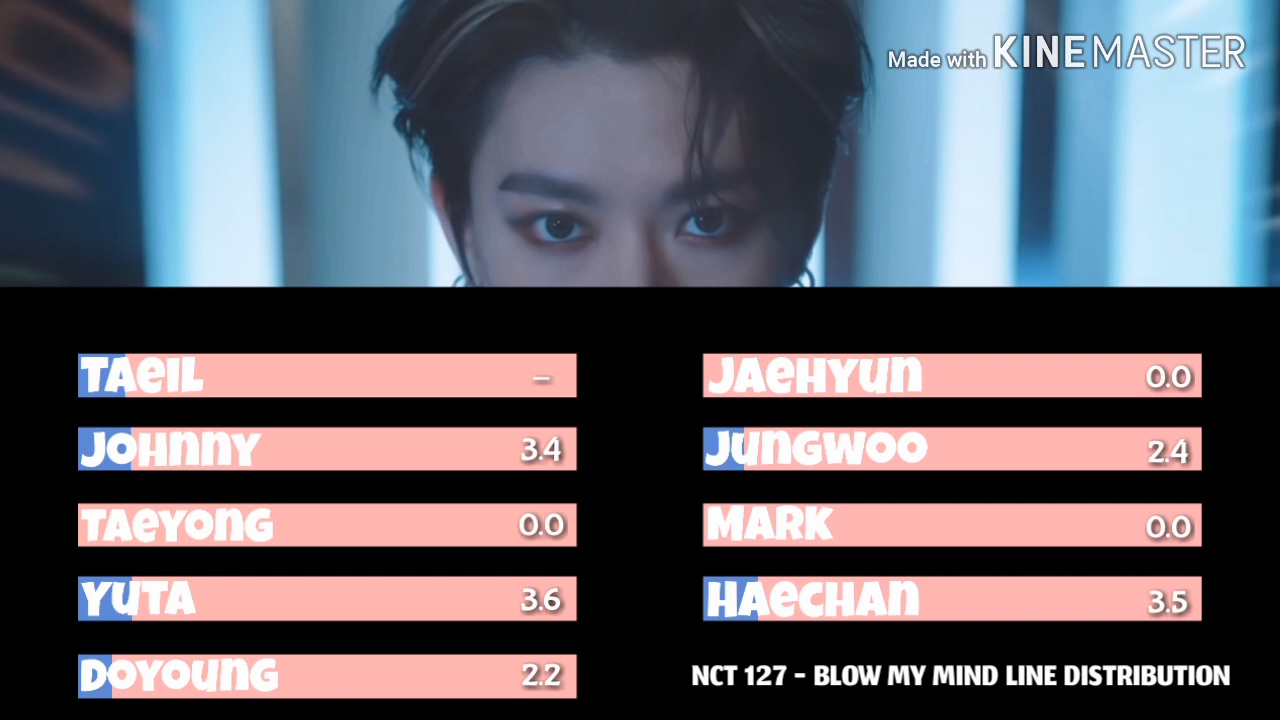 Made with KINEMASTER
TAEIL –
JOHNNY 3.4
TAEYONG 0.0
YUTA 3.6
DOYOUNG 2.2
JAEHYUN 0.0
JUNGWOO 2.4
MARK 0.0
HAECHAN 3.5
NCT 127 - BLOW MY MIND LINE DISTRIBUTION